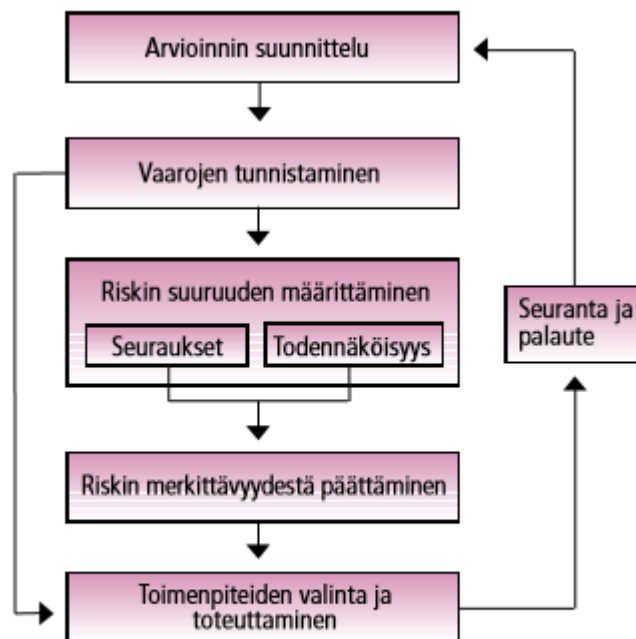 Arvioinnin suunnittelu
Vaarojen tunnistaminen
Riskin suuruuden määrittäminen
Seuraukset
Todennäköisyys
Riskin merkittävyydestä päättäminen
Toimenpiteiden valinta ja
toteuttaminen
Seuranta ja
palaute